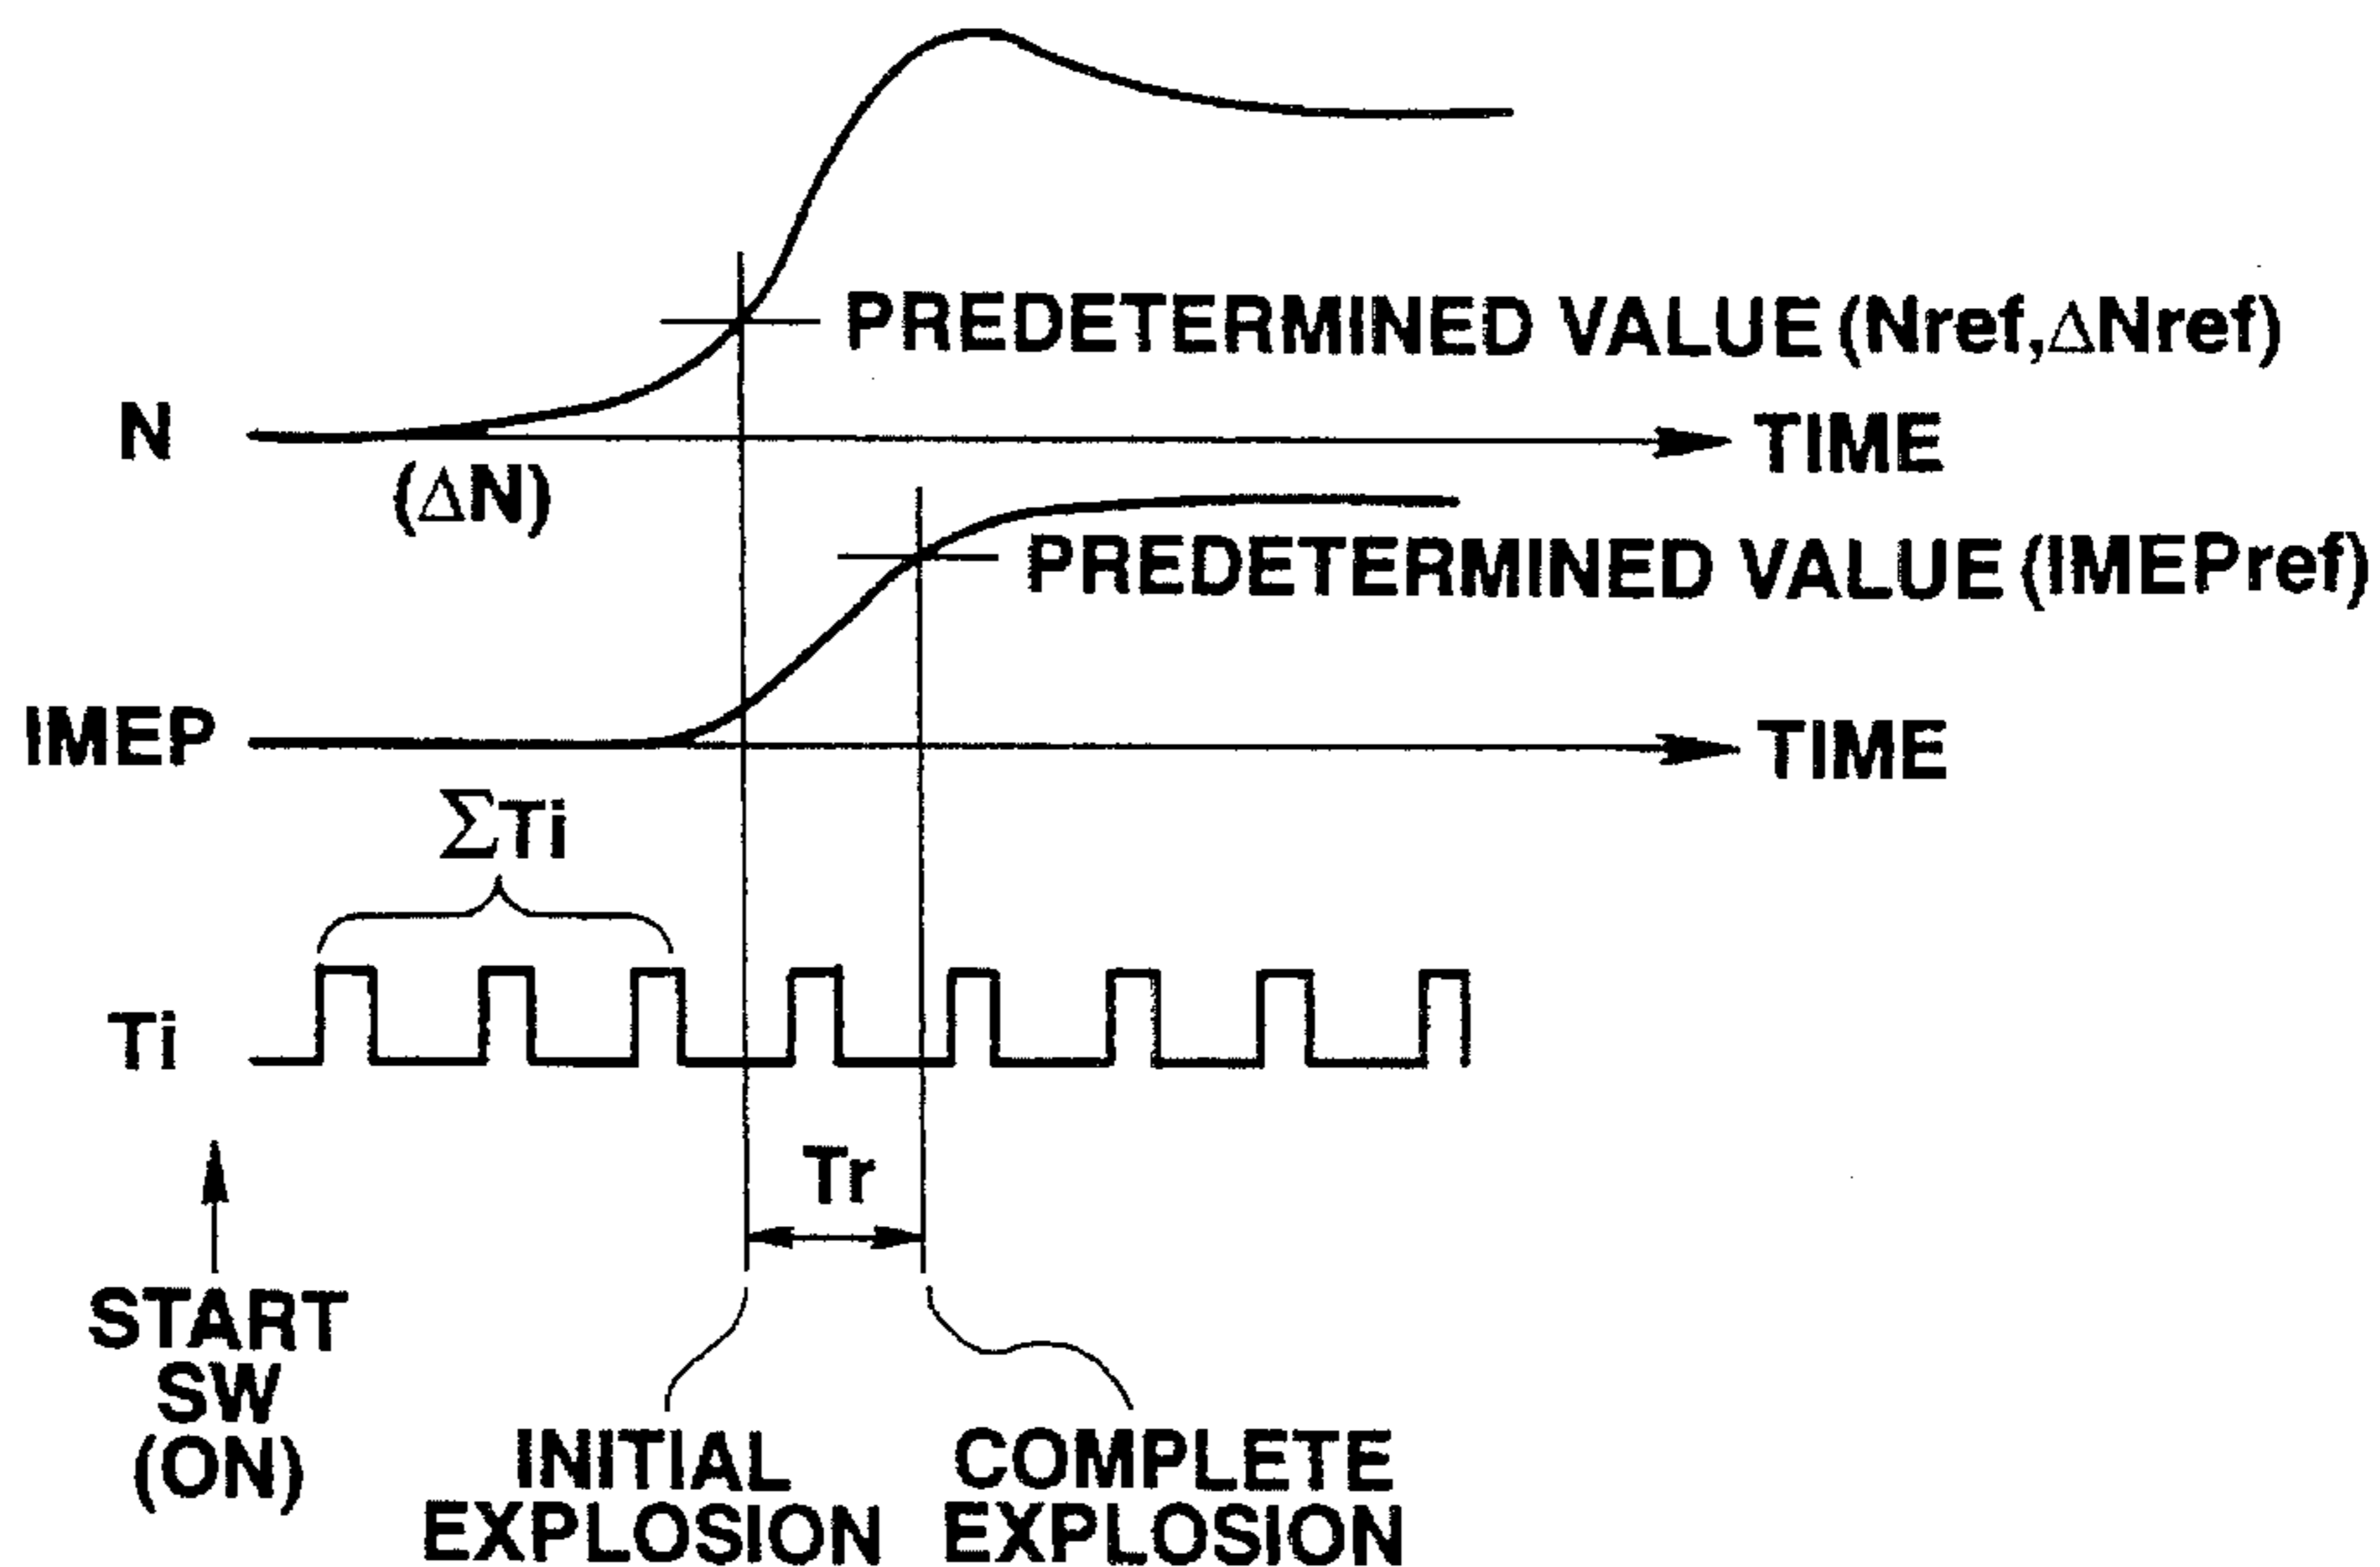 PREDETERMINED VALUE (Nref,ΔNref)
N
TIME
(ΔN)
PREDETERMINED VALUE (IMEPref)
IMEP
TIME
ΣTi
Ti
Tr
START
SW
(ON)
INITIAL
EXPLOSION
COMPLETE
EXPLOSION